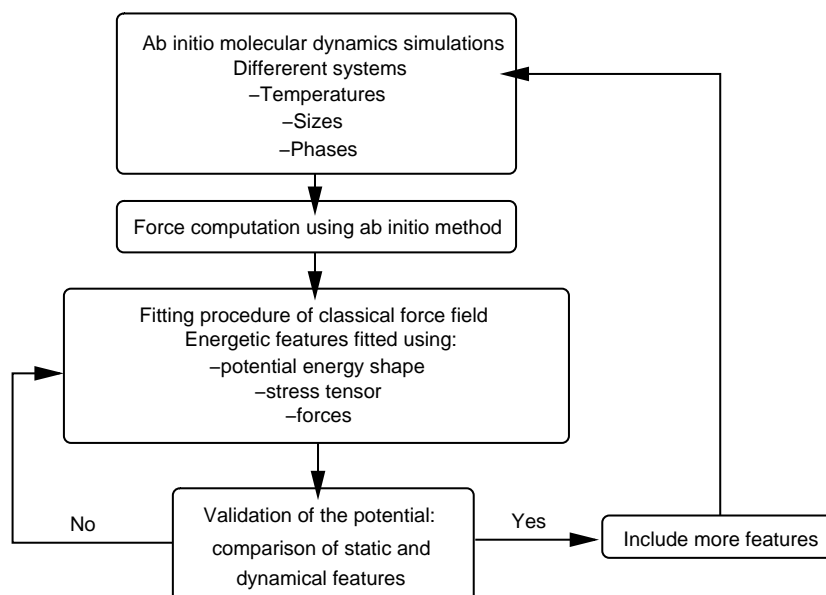 Ab initio molecular dynamics simulations
Differerent systems
–Temperatures
–Sizes
–Phases
Force computation using ab initio method
Fitting procedure of classical force field
Energetic features fitted using:
–potential energy shape
–stress tensor
–forces
No
Validation of the potential:
comparison of static and
dynamical features
Yes
Include more features